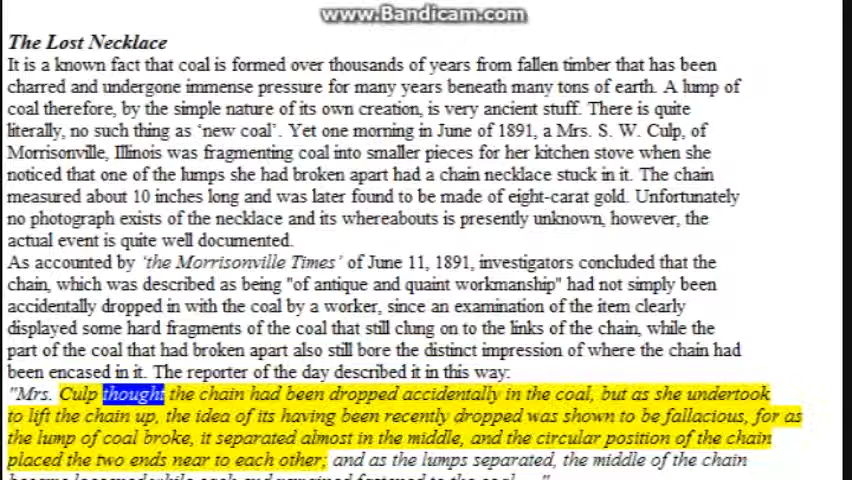 www.Bandicam.com
The Lost Necklace
It is a known fact that coal is formed over thousands of years from fallen timber that has been
charred and undergone immense pressure for many years beneath many tons of earth. A lump of
coal therefore, by the simple nature of its own creation, is very ancient stuff. There is quite
literally, no such thing as ‘new coal’. Yet one morning in June of 1891, a Mrs. S. W. Culp, of
Morrisonville, Illinois was fragmenting coal into smaller pieces for her kitchen stove when she
noticed that one of the lumps she had broken apart had a chain necklace stuck in it. The chain
measured about 10 inches long and was later found to be made of eight-carat gold. Unfortunately
no photograph exists of the necklace and its whereabouts is presently unknown, however, the
actual event is quite well documented.
As accounted by ‘the Morrisonville Times’ of June 11, 1891, investigators concluded that the
chain, which was described as being "of antique and quaint workmanship" had not simply been
accidentally dropped in with the coal by a worker, since an examination of the item clearly
displayed some hard fragments of the coal that still clung on to the links of the chain, while the
part of the coal that had broken apart also still bore the distinct impression of where the chain had
been encased in it. The reporter of the day described it in this way:
"Mrs. Culp thought the chain had been dropped accidentally in the coal, but as she undertook
to lift the chain up, the idea of its having been recently dropped was shown to be fallacious, for as
the lump of coal broke, it separated almost in the middle, and the circular position of the chain
placed the two ends near to each other; and as the lumps separated, the middle of the chain